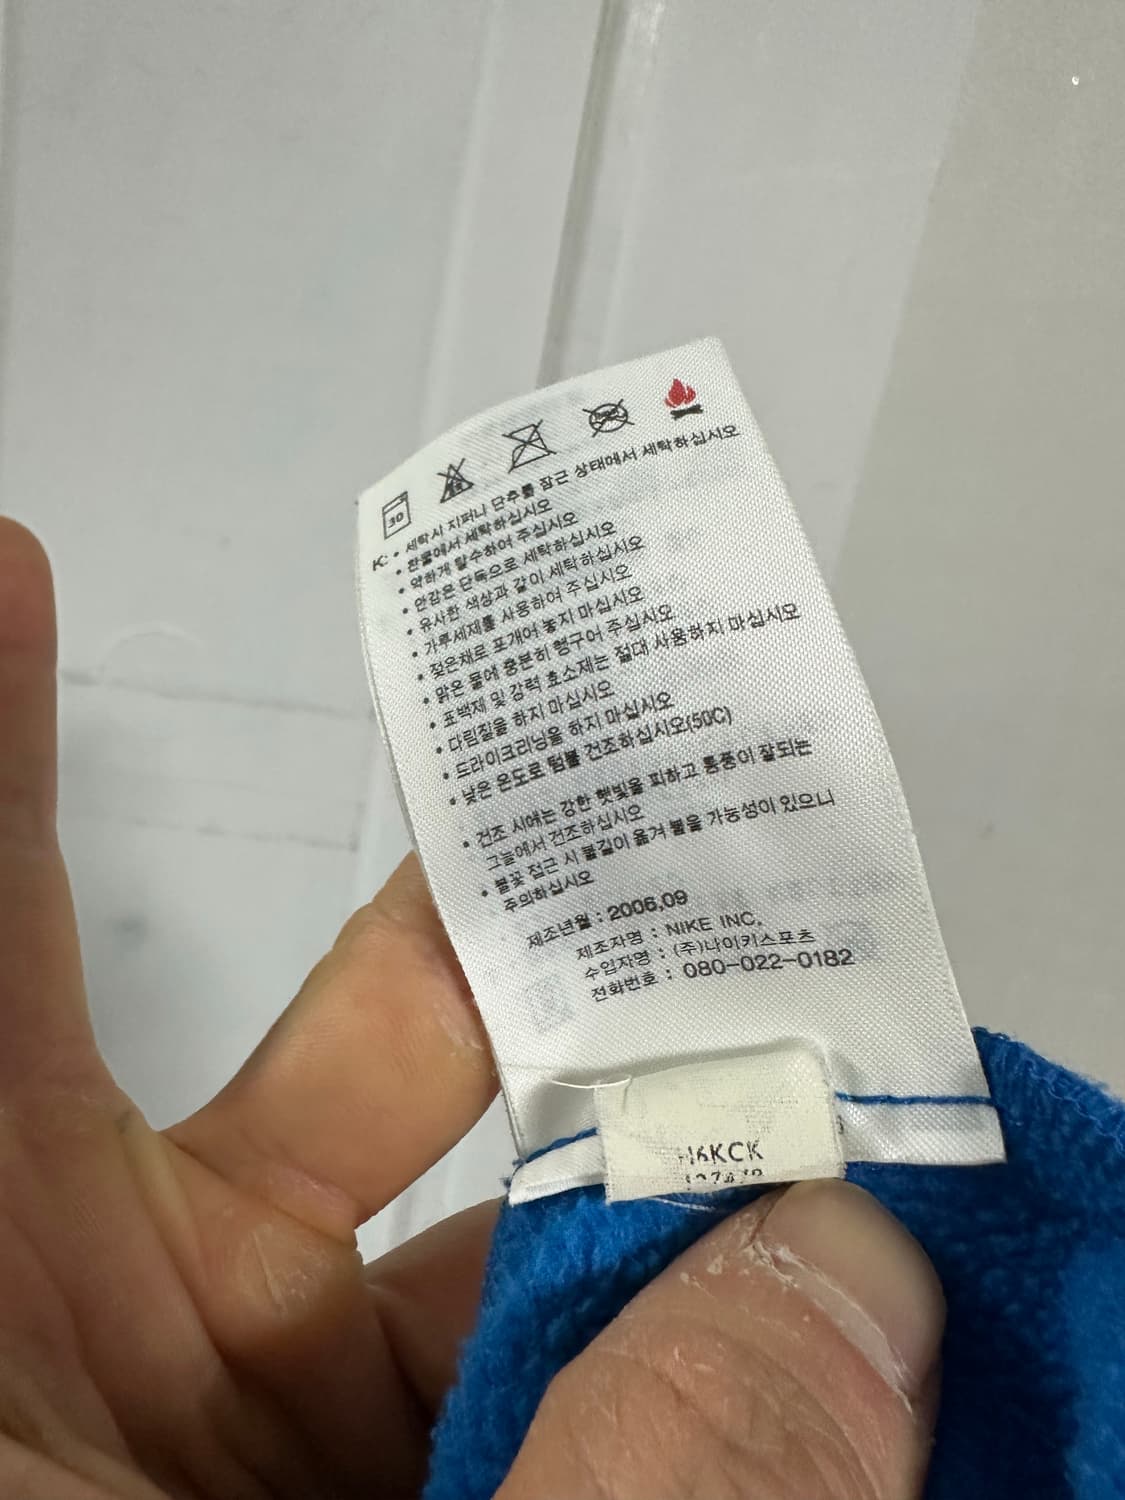 30
K: • 세탁시 지퍼나 단추를 잠근 상태에서 세탁하십시오
• 찬물에서 세탁하십시오
• 약하게 탈수하여 주십시오
• 안감은 단독으로 세탁하십시오
• 유사한 색상과 같이 세탁하십시오
• 가루세제를 사용하여 주십시오
• 젖은채로 포개어 놓지 마십시오
• 맑은 물에 충분히 헹구어 주십시오
• 표백제 및 강력 효소제는 절대 사용하지 마십시오
• 다림질을 하지 마십시오
• 드라이크리닝을 하지 마십시오
• 낮은 온도로 텀블 건조하십시오(50C)
• 건조 시에는 강한 햇빛을 피하고 통풍이 잘되는
그늘에서 건조하십시오
• 불꽃 접근 시 불길이 옮겨 붙을 가능성이 있으니
주의하십시오
제조년월 : 2006,09
제조자명 : NIKE INC.
수입자명 : (주)나이키스포츠
전화번호 : 080-022-0182